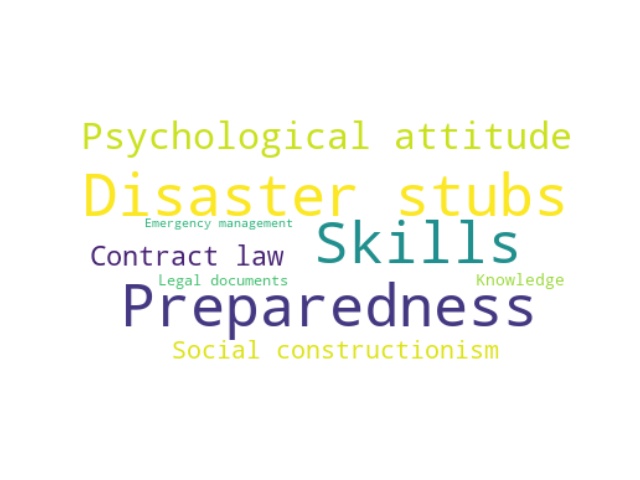 Psychological attitude
Disaster stubs
Emergency management
Skills
Contract law
Legal documents
Knowledge
Preparedness
Social constructionism